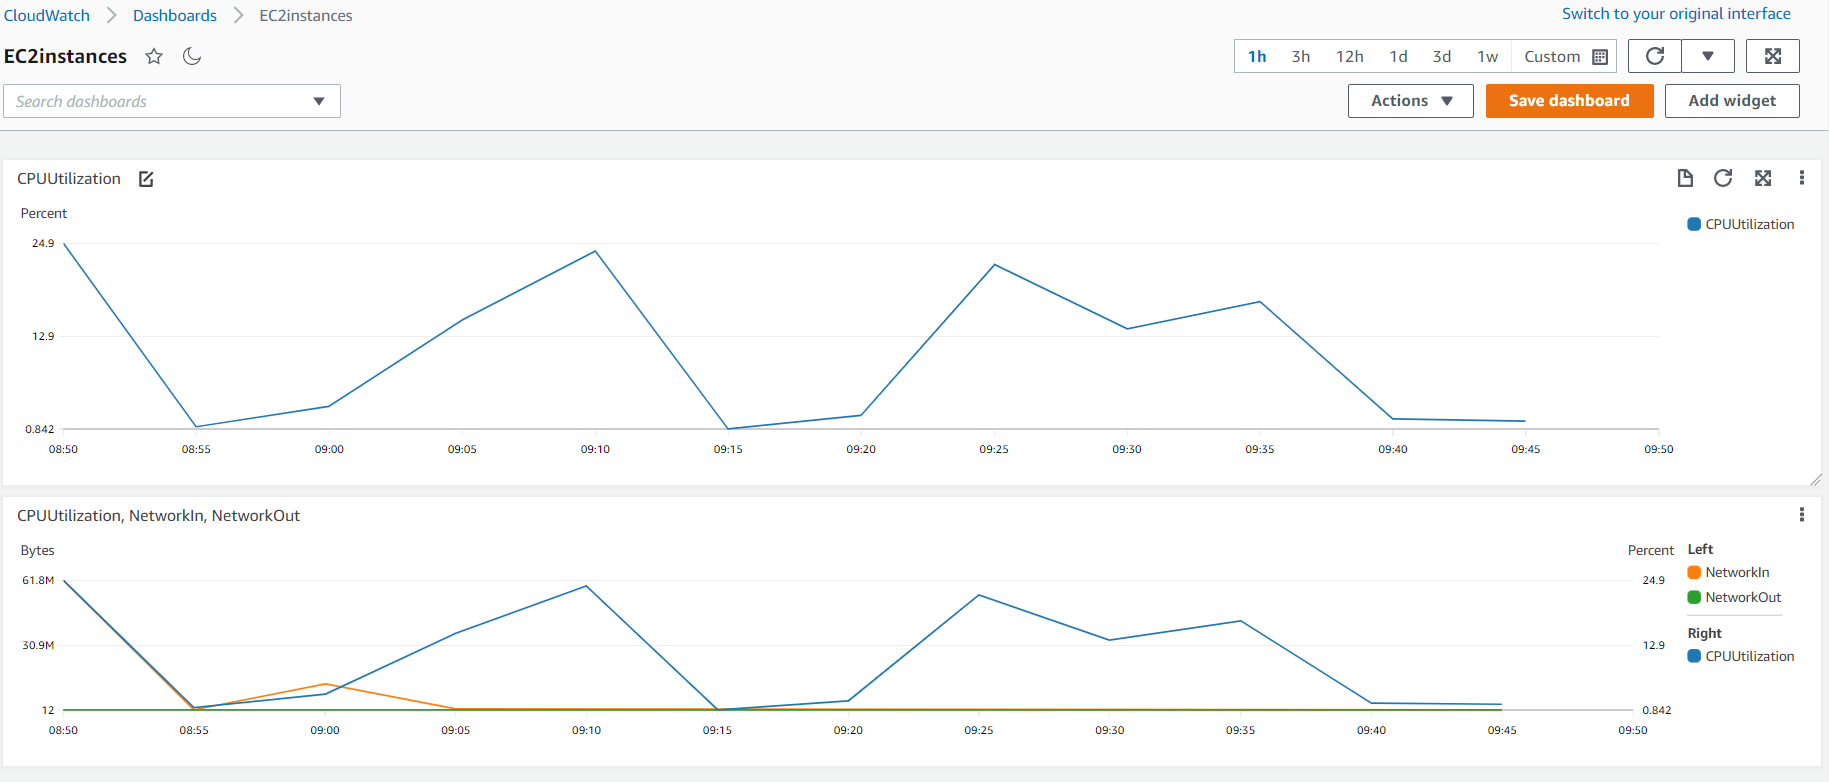 CloudWatch > Dashboards > EC2instances
Switch to your original interface
EC2instances
1h 3h 12h 1d 3d 1w Custom
Search dashboards
Actions Save dashboard Add widget
CPUUtilization
Percent
CPUUtilization
24.9
12.9
0.842
08:50 08:55 09:00 09:05 09:10 09:15 09:20 09:25 09:30 09:35 09:40 09:45 09:50
CPUUtilization, NetworkIn, NetworkOut
Bytes
Percent
Left
61.8M
24.9
NetworkIn
NetworkOut
Right
30.9M
12.9
CPUUtilization
12
0.842
08:50 08:55 09:00 09:05 09:10 09:15 09:20 09:25 09:30 09:35 09:40 09:45 09:50